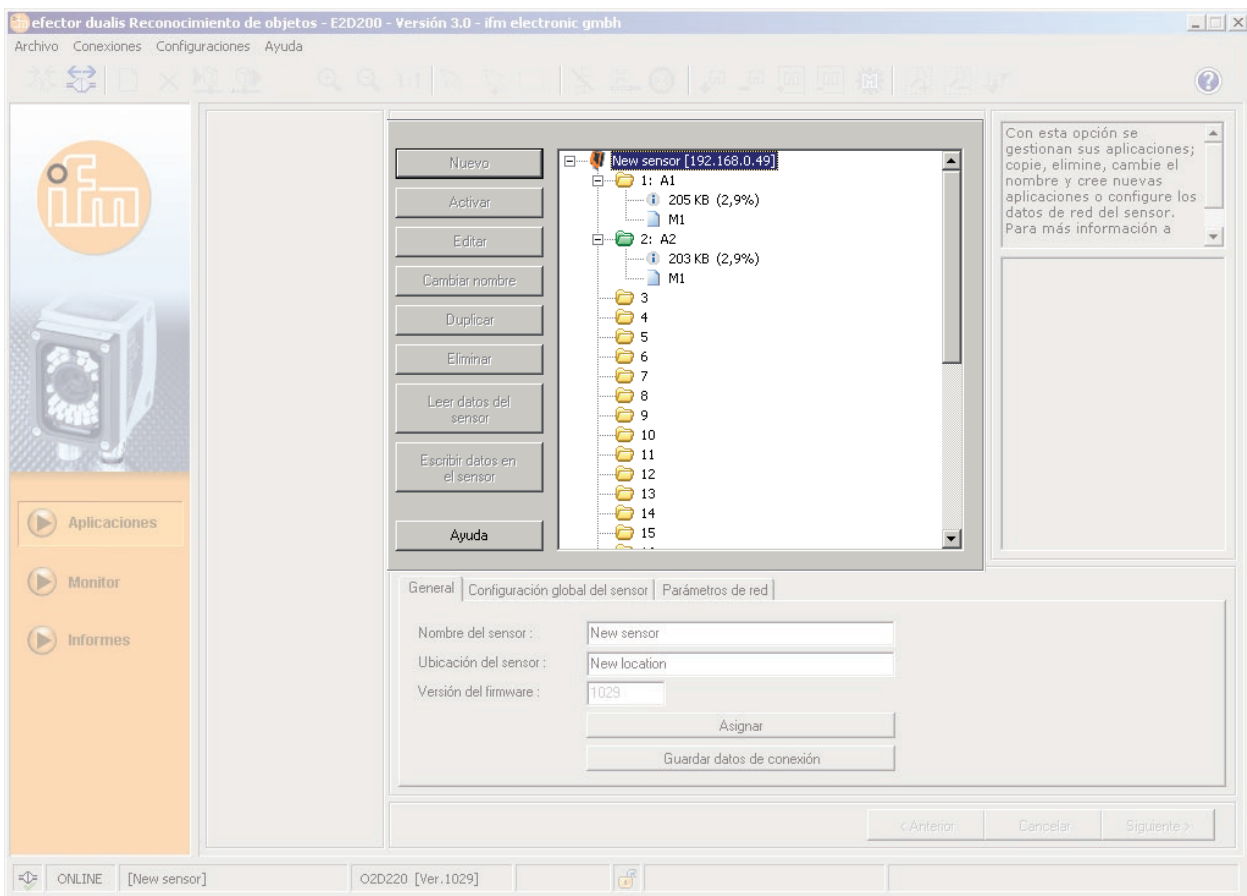 efector dualis Reconocimiento de objetos - E2D200 - Versión 3.0 - ifm electronic gmbh
Archivo Conexiones Configuraciones Ayuda
1:1
ifm
Nuevo
Activar
Editar
Cambiar nombre
Duplicar
Eliminar
Leer datos del
sensor
Escribir datos en
el sensor
Ayuda
New sensor [192.168.0.49]
1: A1
205 KB (2,9%)
M1
2: A2
203 KB (2,9%)
M1
3
4
5
6
7
8
9
10
11
12
13
14
15
Con esta opción se
gestionan sus aplicaciones;
copie, elimine, cambie el
nombre y cree nuevas
aplicaciones o configure los
datos de red del sensor.
Para más información a
Aplicaciones
Monitor
Informes
General Configuración global del sensor Parámetros de red
Nombre del sensor : New sensor
Ubicación del sensor : New location
Versión del firmware : 1029
Asignar
Guardar datos de conexión
< Anterior Cancelar Siguiente >
ONLINE [New sensor] O2D220 [Ver.1029]